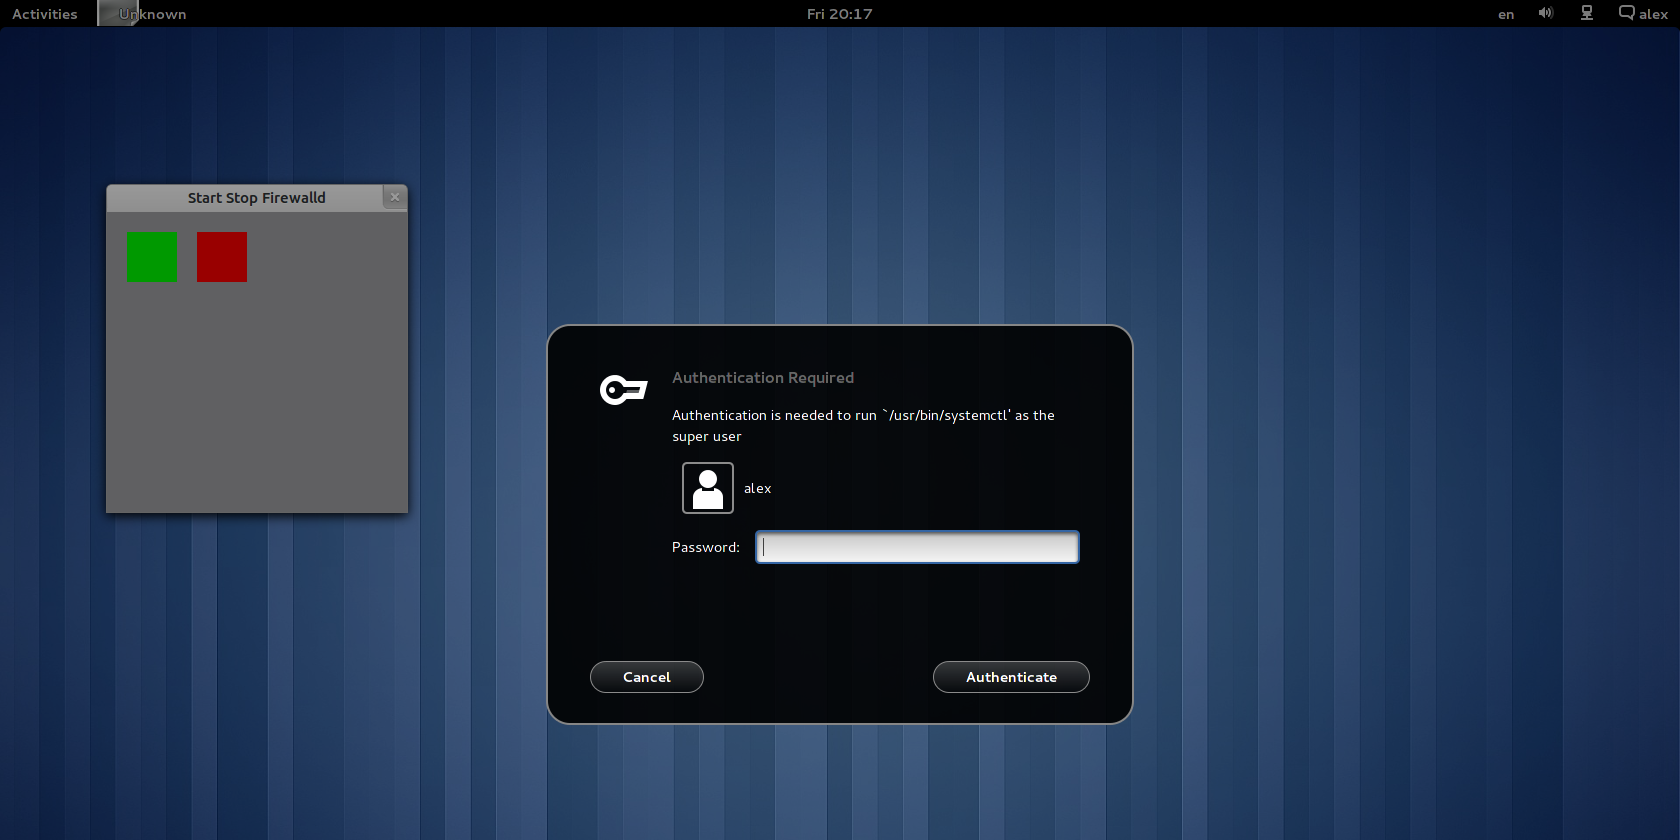 Activities Unknown Fri 20:17 en alex
Start Stop Firewalld
Authentication Required
Authentication is needed to run `/usr/bin/systemctl' as the
super user
alex
Password:
Cancel Authenticate